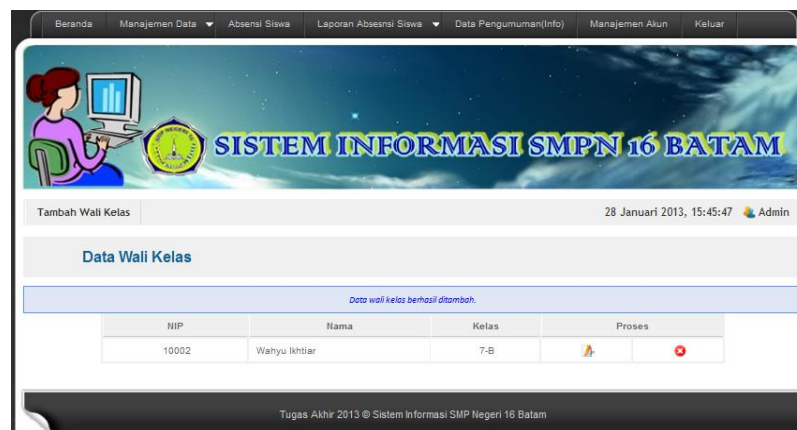 Beranda Manajemen Data Absensi Siswa Laporan Absesnsi Siswa Data Pengumuman(Info) Manajemen Akun Keluar
SISTEM INFORMASI SMPN 16 BATAM
Tambah Wali Kelas 28 Januari 2013, 15:45:47 Admin
Data Wali Kelas
Data wali kelas berhasil ditambah.
NIP Nama Kelas Proses
10002 Wahyu Ikhtiar 7-B
Tugas Akhir 2013 © Sistem Informasi SMP Negeri 16 Batam